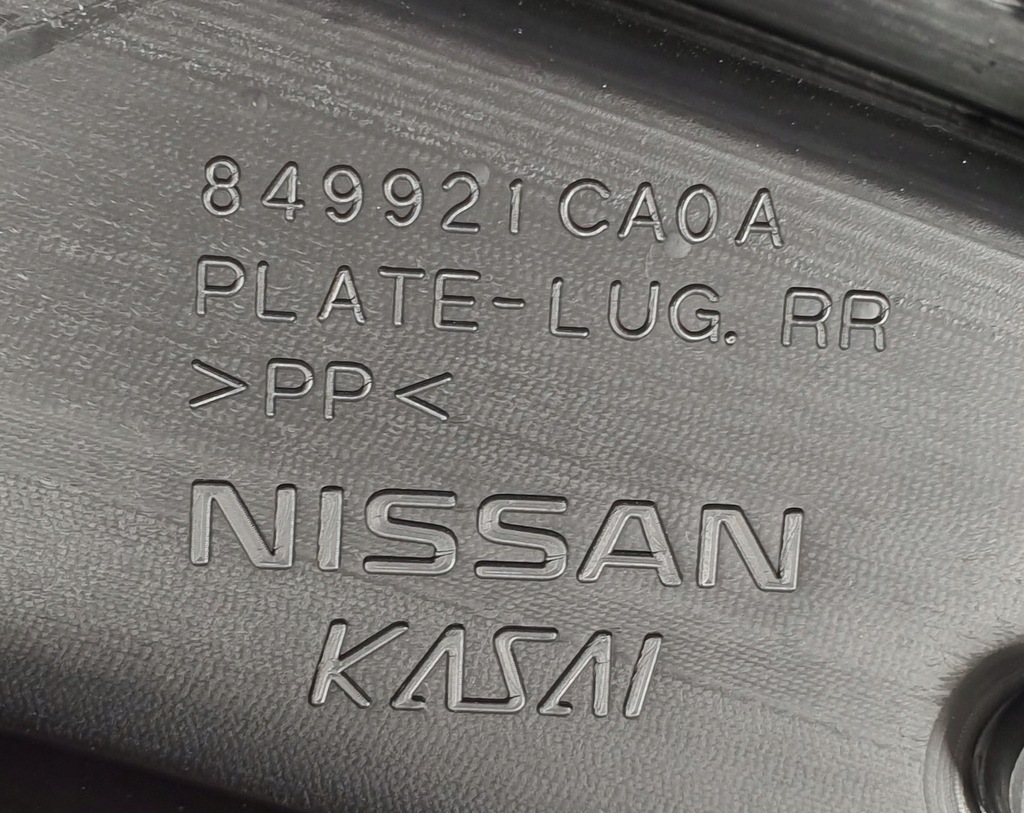 849921CA0A
PLATE-LUG. RR
>PP<
NISSAN
KASAI